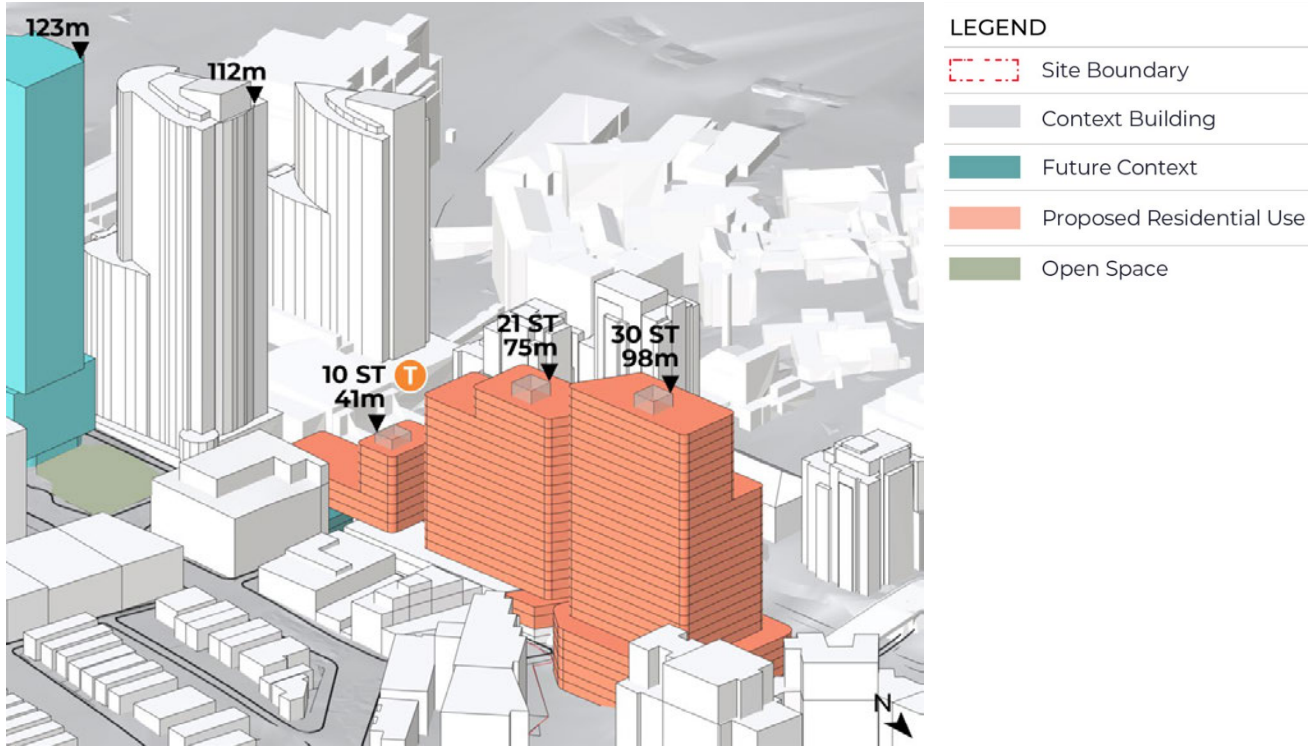 123m
112m
10 ST
41m
T
21 ST
75m
30 ST
98m
N
LEGEND
Site Boundary
Context Building
Future Context
Proposed Residential Use
Open Space